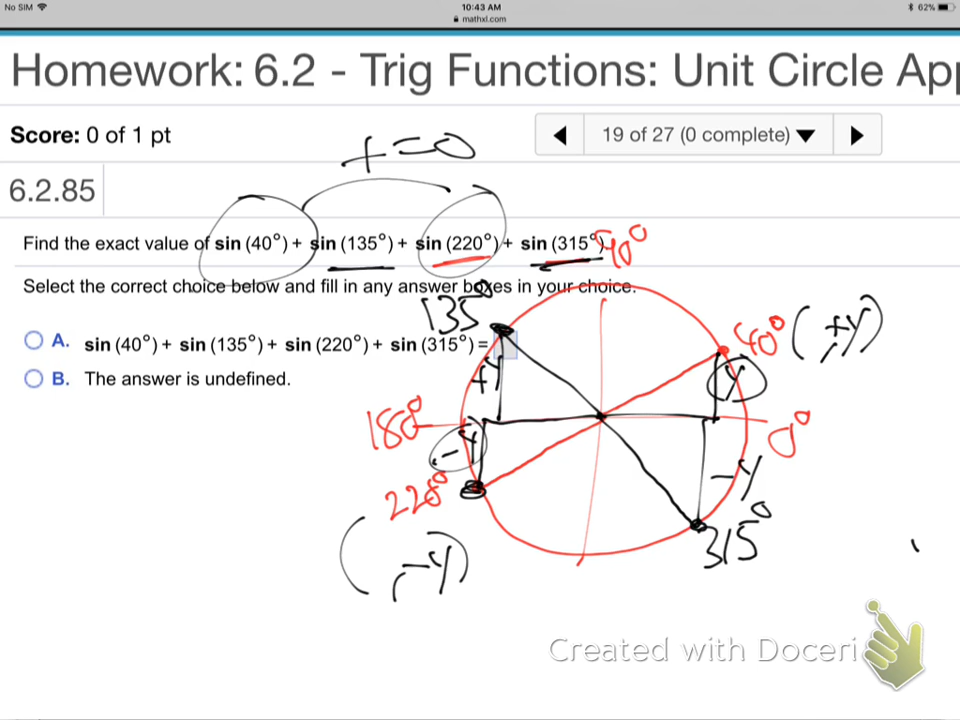 No SIM 10:43 AM 62%
mathxl.com
Homework: 6.2 - Trig Functions: Unit Circle App
Score: 0 of 1 pt
19 of 27 (0 complete)
+=0
6.2.85
Find the exact value of sin (40°) + sin (135°) + sin (220°) + sin (315°).
90°
Select the correct choice below and fill in any answer boxes in your choice.
135°
40° ( ,+y)
A. sin (40°) + sin (135°) + sin (220°) + sin (315°) =
B. The answer is undefined.
+y
y
180°
0°
-y
-y
220°
315°
( ,-y)
Created with Doceri